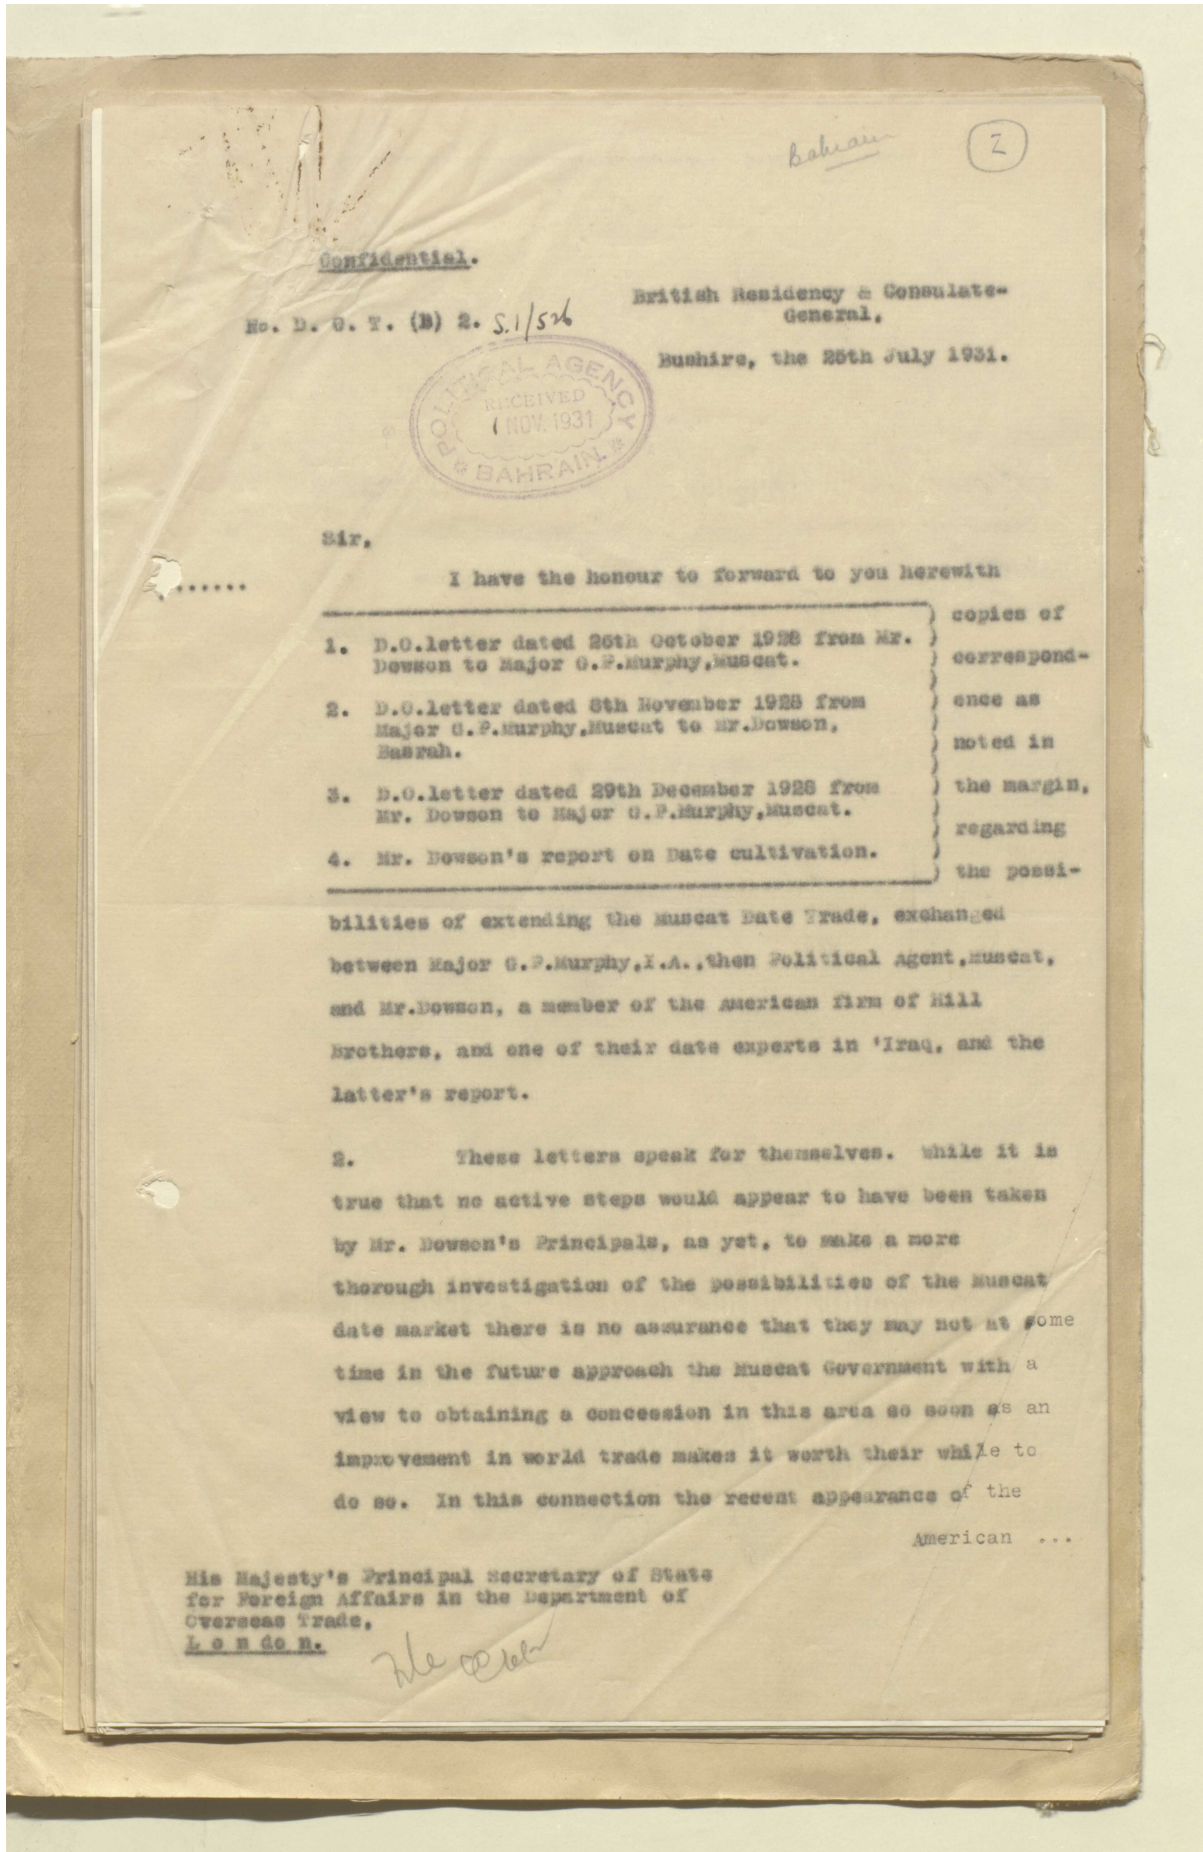 Bahrain
2
Confidential.
No. D. O. T. (B) 2. S.1/526
British Residency & Consulate-
General,
Bushire, the 25th July 1931.
POLITICAL AGENCY
RECEIVED
1 NOV. 1931
* BAHRAIN. *
Sir,
I have the honour to forward to you herewith
.......
1. D.O.letter dated 26th October 1928 from Mr.
Dowson to Major G.P.Murphy,Muscat.
2. D.O.letter dated 8th November 1928 from
Major G.P.Murphy,Muscat to Mr.Dowson,
Basrah.
3. D.O.letter dated 29th December 1928 from
Mr. Dowson to Major G.P.Murphy,Muscat.
4. Mr. Dowson's report on Date cultivation.
copies of
correspond-
ence as
noted in
the margin,
regarding
the possi-
bilities of extending the Muscat Date Trade, exchanged
between Major G.P.Murphy,I.A.,then Political Agent,Muscat,
and Mr.Dowson, a member of the American firm of Hill
Brothers, and one of their date experts in 'Iraq, and the
latter's report.
2. These letters speak for themselves. While it is
true that no active steps would appear to have been taken
by Mr. Dowson's Principals, as yet, to make a more
thorough investigation of the possibilities of the Muscat
date market there is no assurance that they may not at some
time in the future approach the Muscat Government with a
view to obtaining a concession in this area so soon as an
improvement in world trade makes it worth their while to
do so. In this connection the recent appearance of the
American ...
His Majesty's Principal Secretary of State
for Foreign Affairs in the Department of
Overseas Trade,
L o n d o n.
File